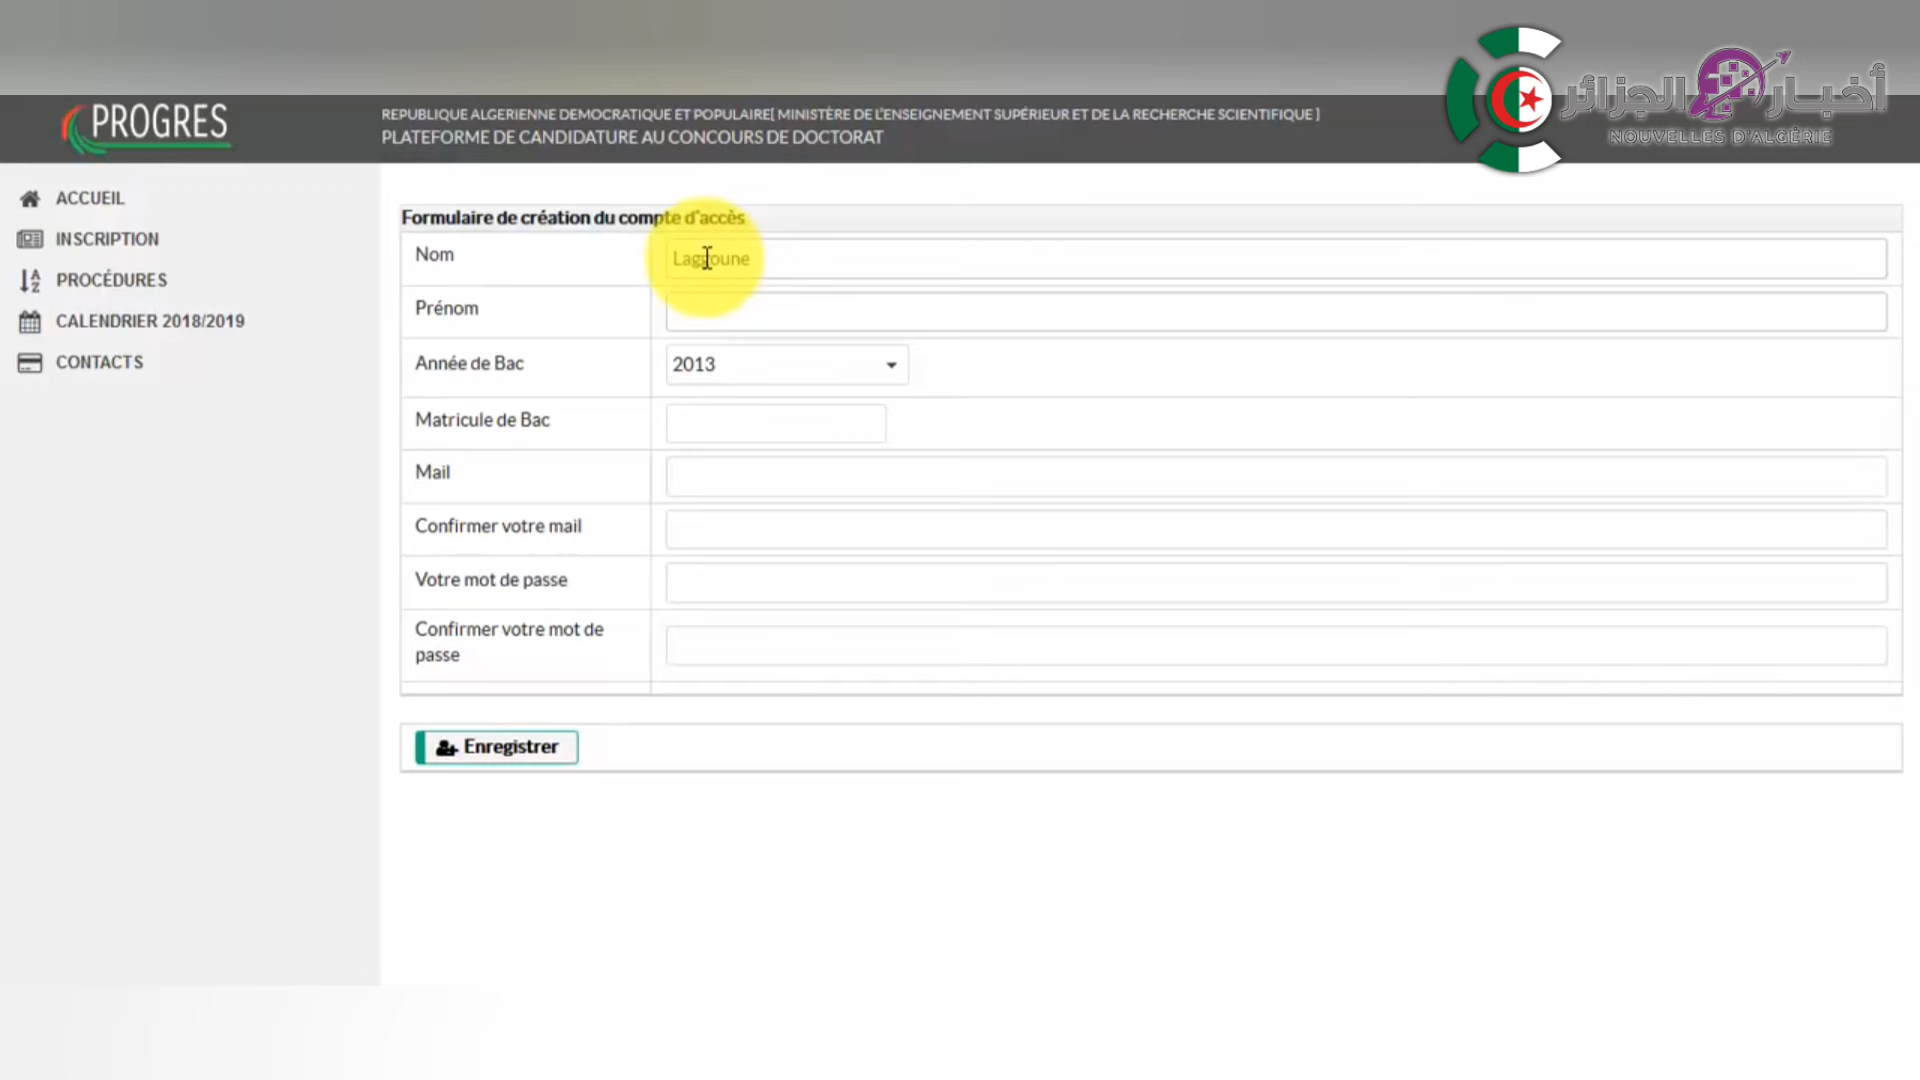 أخبار الجزائر
NOUVELLES D'ALGÉRIE
PROGRES
REPUBLIQUE ALGERIENNE DEMOCRATIQUE ET POPULAIRE[ MINISTÈRE DE L'ENSEIGNEMENT SUPÉRIEUR ET DE LA RECHERCHE SCIENTIFIQUE ]
PLATEFORME DE CANDIDATURE AU CONCOURS DE DOCTORAT
ACCUEIL
INSCRIPTION
PROCÉDURES
CALENDRIER 2018/2019
CONTACTS
Formulaire de création du compte d'accès
Nom
Laggoune
Prénom
Année de Bac
2013
Matricule de Bac
Mail
Confirmer votre mail
Votre mot de passe
Confirmer votre mot de
passe
Enregistrer